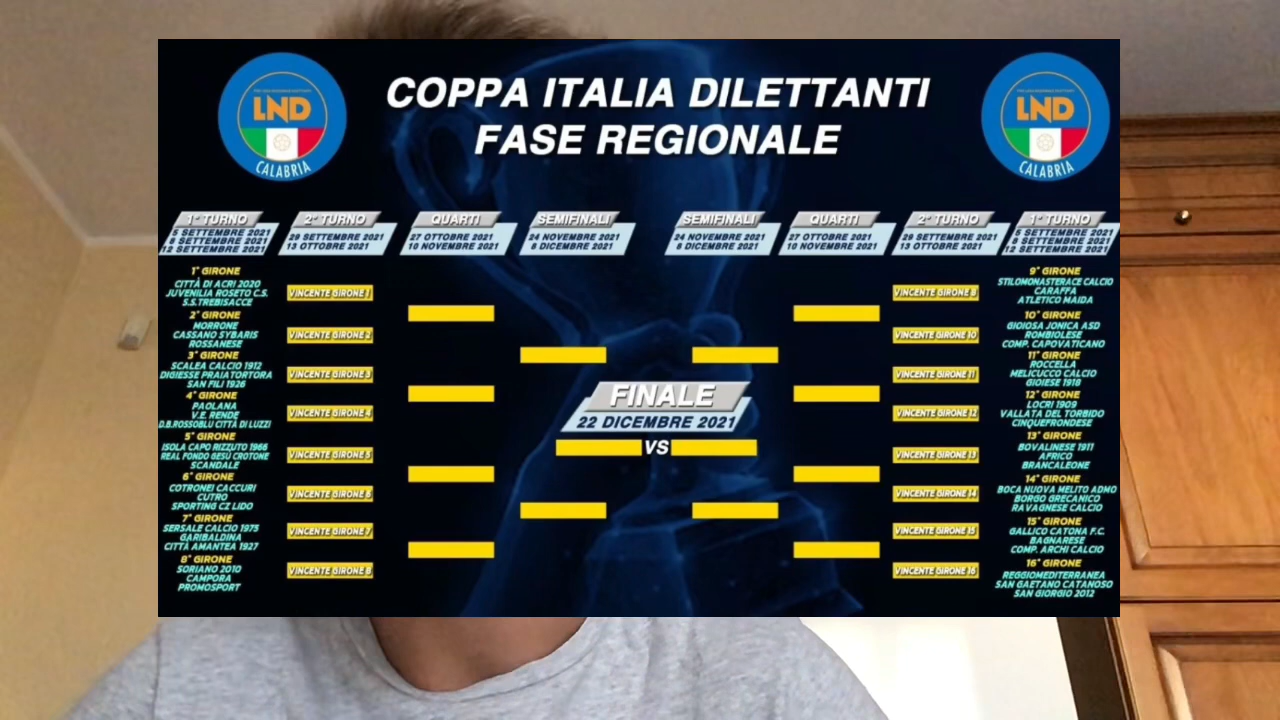 LND
CALABRIA
COPPA ITALIA DILETTANTI
FASE REGIONALE
LND
CALABRIA
1° TURNO
5 SETTEMBRE 2021
8 SETTEMBRE 2021
12 SETTEMBRE 2021
2° TURNO
29 SETTEMBRE 2021
13 OTTOBRE 2021
QUARTI
27 OTTOBRE 2021
10 NOVEMBRE 2021
SEMIFINALI
24 NOVEMBRE 2021
8 DICEMBRE 2021
SEMIFINALI
24 NOVEMBRE 2021
8 DICEMBRE 2021
QUARTI
27 OTTOBRE 2021
10 NOVEMBRE 2021
2° TURNO
29 SETTEMBRE 2021
13 OTTOBRE 2021
1° TURNO
5 SETTEMBRE 2021
8 SETTEMBRE 2021
12 SETTEMBRE 2021
1° GIRONE
CITTÀ DI ACRI 2020
JUVENILIA ROSETO C.S.
S.S.TREBISACCE
2° GIRONE
MORRONE
CASSANO SYBARIS
ROSSANESE
3° GIRONE
SCALEA CALCIO 1912
DIGIESSE PRAIATORTORA
SAN FILI 1926
4° GIRONE
PAOLANA
V.E. RENDE
D.B.ROSSOBLU CITTÀ DI LUZZI
5° GIRONE
ISOLA CAPO RIZZUTO 1966
REAL FONDO GESÙ CROTONE
SCANDALE
6° GIRONE
COTRONEI CACCURI
CUTRO
SPORTING CZ LIDO
7° GIRONE
SERSALE CALCIO 1975
GARIBALDINA
CITTÀ AMANTEA 1927
8° GIRONE
SORIANO 2010
CAMPORA
PROMOSPORT
VINCENTE GIRONE 1
VINCENTE GIRONE 2
VINCENTE GIRONE 3
VINCENTE GIRONE 4
VINCENTE GIRONE 5
VINCENTE GIRONE 6
VINCENTE GIRONE 7
VINCENTE GIRONE 8
FINALE
22 DICEMBRE 2021
VS
VINCENTE GIRONE 9
VINCENTE GIRONE 10
VINCENTE GIRONE 11
VINCENTE GIRONE 12
VINCENTE GIRONE 13
VINCENTE GIRONE 14
VINCENTE GIRONE 15
VINCENTE GIRONE 16
9° GIRONE
STILOMONASTERACE CALCIO
CARAFFA
ATLETICO MAIDA
10° GIRONE
GIOIOSA JONICA ASD
ROMBIOLESE
COMP. CAPOVATICANO
11° GIRONE
ROCCELLA
MELICUCCO CALCIO
GIOIESE 1918
12° GIRONE
LOCRI 1909
VALLATA DEL TORBIDO
CINQUEFRONDESE
13° GIRONE
BOVALINESE 1911
AFRICO
BRANCALEONE
14° GIRONE
BOCA NUOVA MELITO ADMO
BORGO GRECANICO
RAVAGNESE CALCIO
15° GIRONE
GALLICO CATONA F.C.
BAGNARESE
COMP. ARCHI CALCIO
16° GIRONE
REGGIOMEDITERRANEA
SAN GAETANO CATANOSO
SAN GIORGIO 2012